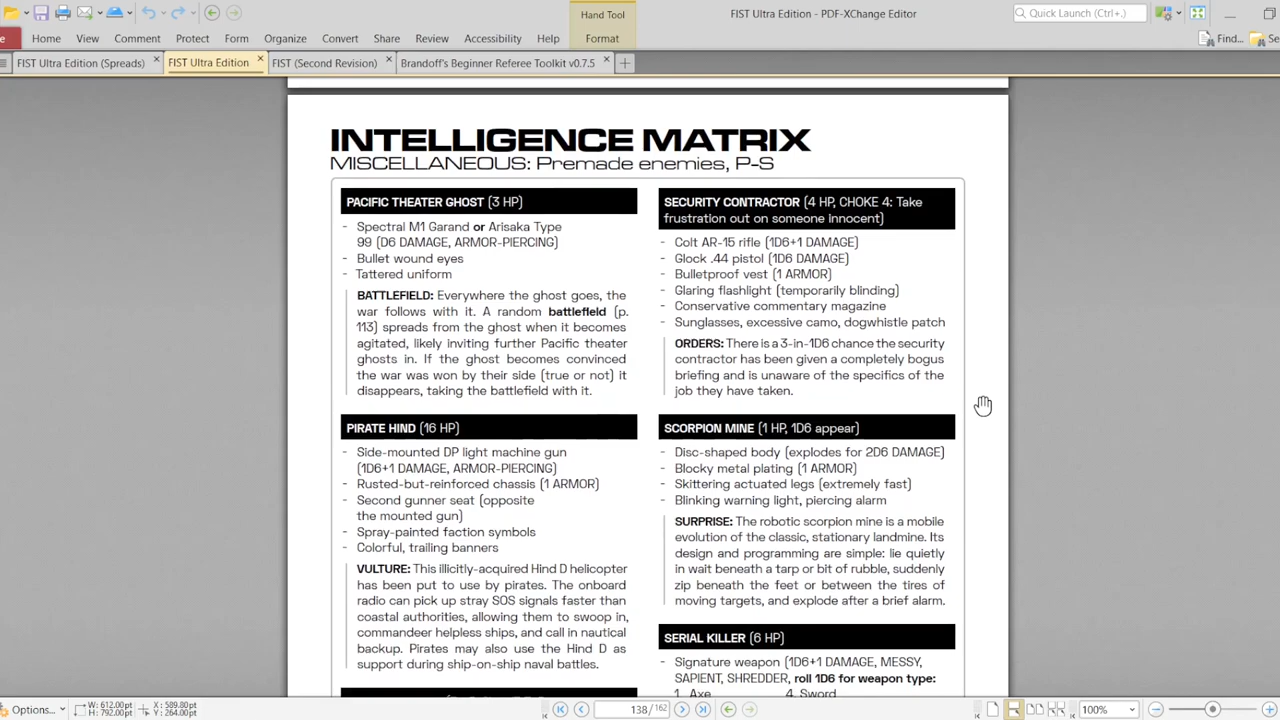 Hand Tool
FIST Ultra Edition - PDF-XChange Editor
Quick Launch (Ctrl+.)
Home
View
Comment
Protect
Form
Organize
Convert
Share
Review
Accessibility
Help
Format
Find...
FIST Ultra Edition (Spreads)
FIST Ultra Edition
FIST (Second Revision)
Brandoff's Beginner Referee Toolkit v0.7.5
INTELLIGENCE MATRIX
MISCELLANEOUS: Premade enemies, P-S
PACIFIC THEATER GHOST (3 HP)
- Spectral M1 Garand or Arisaka Type
99 (D6 DAMAGE, ARMOR-PIERCING)
- Bullet wound eyes
- Tattered uniform
BATTLEFIELD: Everywhere the ghost goes, the
war follows with it. A random battlefield (p.
113) spreads from the ghost when it becomes
agitated, likely inviting further Pacific theater
ghosts in. If the ghost becomes convinced
the war was won by their side (true or not) it
disappears, taking the battlefield with it.
PIRATE HIND (16 HP)
- Side-mounted DP light machine gun
(1D6+1 DAMAGE, ARMOR-PIERCING)
- Rusted-but-reinforced chassis (1 ARMOR)
- Second gunner seat (opposite
the mounted gun)
- Spray-painted faction symbols
- Colorful, trailing banners
VULTURE: This illicitly-acquired Hind D helicopter
has been put to use by pirates. The onboard
radio can pick up stray SOS signals faster than
coastal authorities, allowing them to swoop in,
commandeer helpless ships, and call in nautical
backup. Pirates may also use the Hind D as
support during ship-on-ship naval battles.
SECURITY CONTRACTOR (4 HP, CHOKE 4: Take
frustration out on someone innocent)
- Colt AR-15 rifle (1D6+1 DAMAGE)
- Glock .44 pistol (1D6 DAMAGE)
- Bulletproof vest (1 ARMOR)
- Glaring flashlight (temporarily blinding)
- Conservative commentary magazine
- Sunglasses, excessive camo, dogwhistle patch
ORDERS: There is a 3-in-1D6 chance the security
contractor has been given a completely bogus
briefing and is unaware of the specifics of the
job they have taken.
SCORPION MINE (1 HP, 1D6 appear)
- Disc-shaped body (explodes for 2D6 DAMAGE)
- Blocky metal plating (1 ARMOR)
- Skittering actuated legs (extremely fast)
- Blinking warning light, piercing alarm
SURPRISE: The robotic scorpion mine is a mobile
evolution of the classic, stationary landmine. Its
design and programming are simple: lie quietly
in wait beneath a tarp or bit of rubble, suddenly
zip beneath the feet or between the tires of
moving targets, and explode after a brief alarm.
SERIAL KILLER (6 HP)
- Signature weapon (1D6+1 DAMAGE, MESSY,
SAPIENT, SHREDDER, roll 1D6 for weapon type:
1. Axe
4. Sword
Options...
W: 612.00pt
H: 792.00pt
X: 589.80pt
Y: 264.00pt
138 / 162
100%